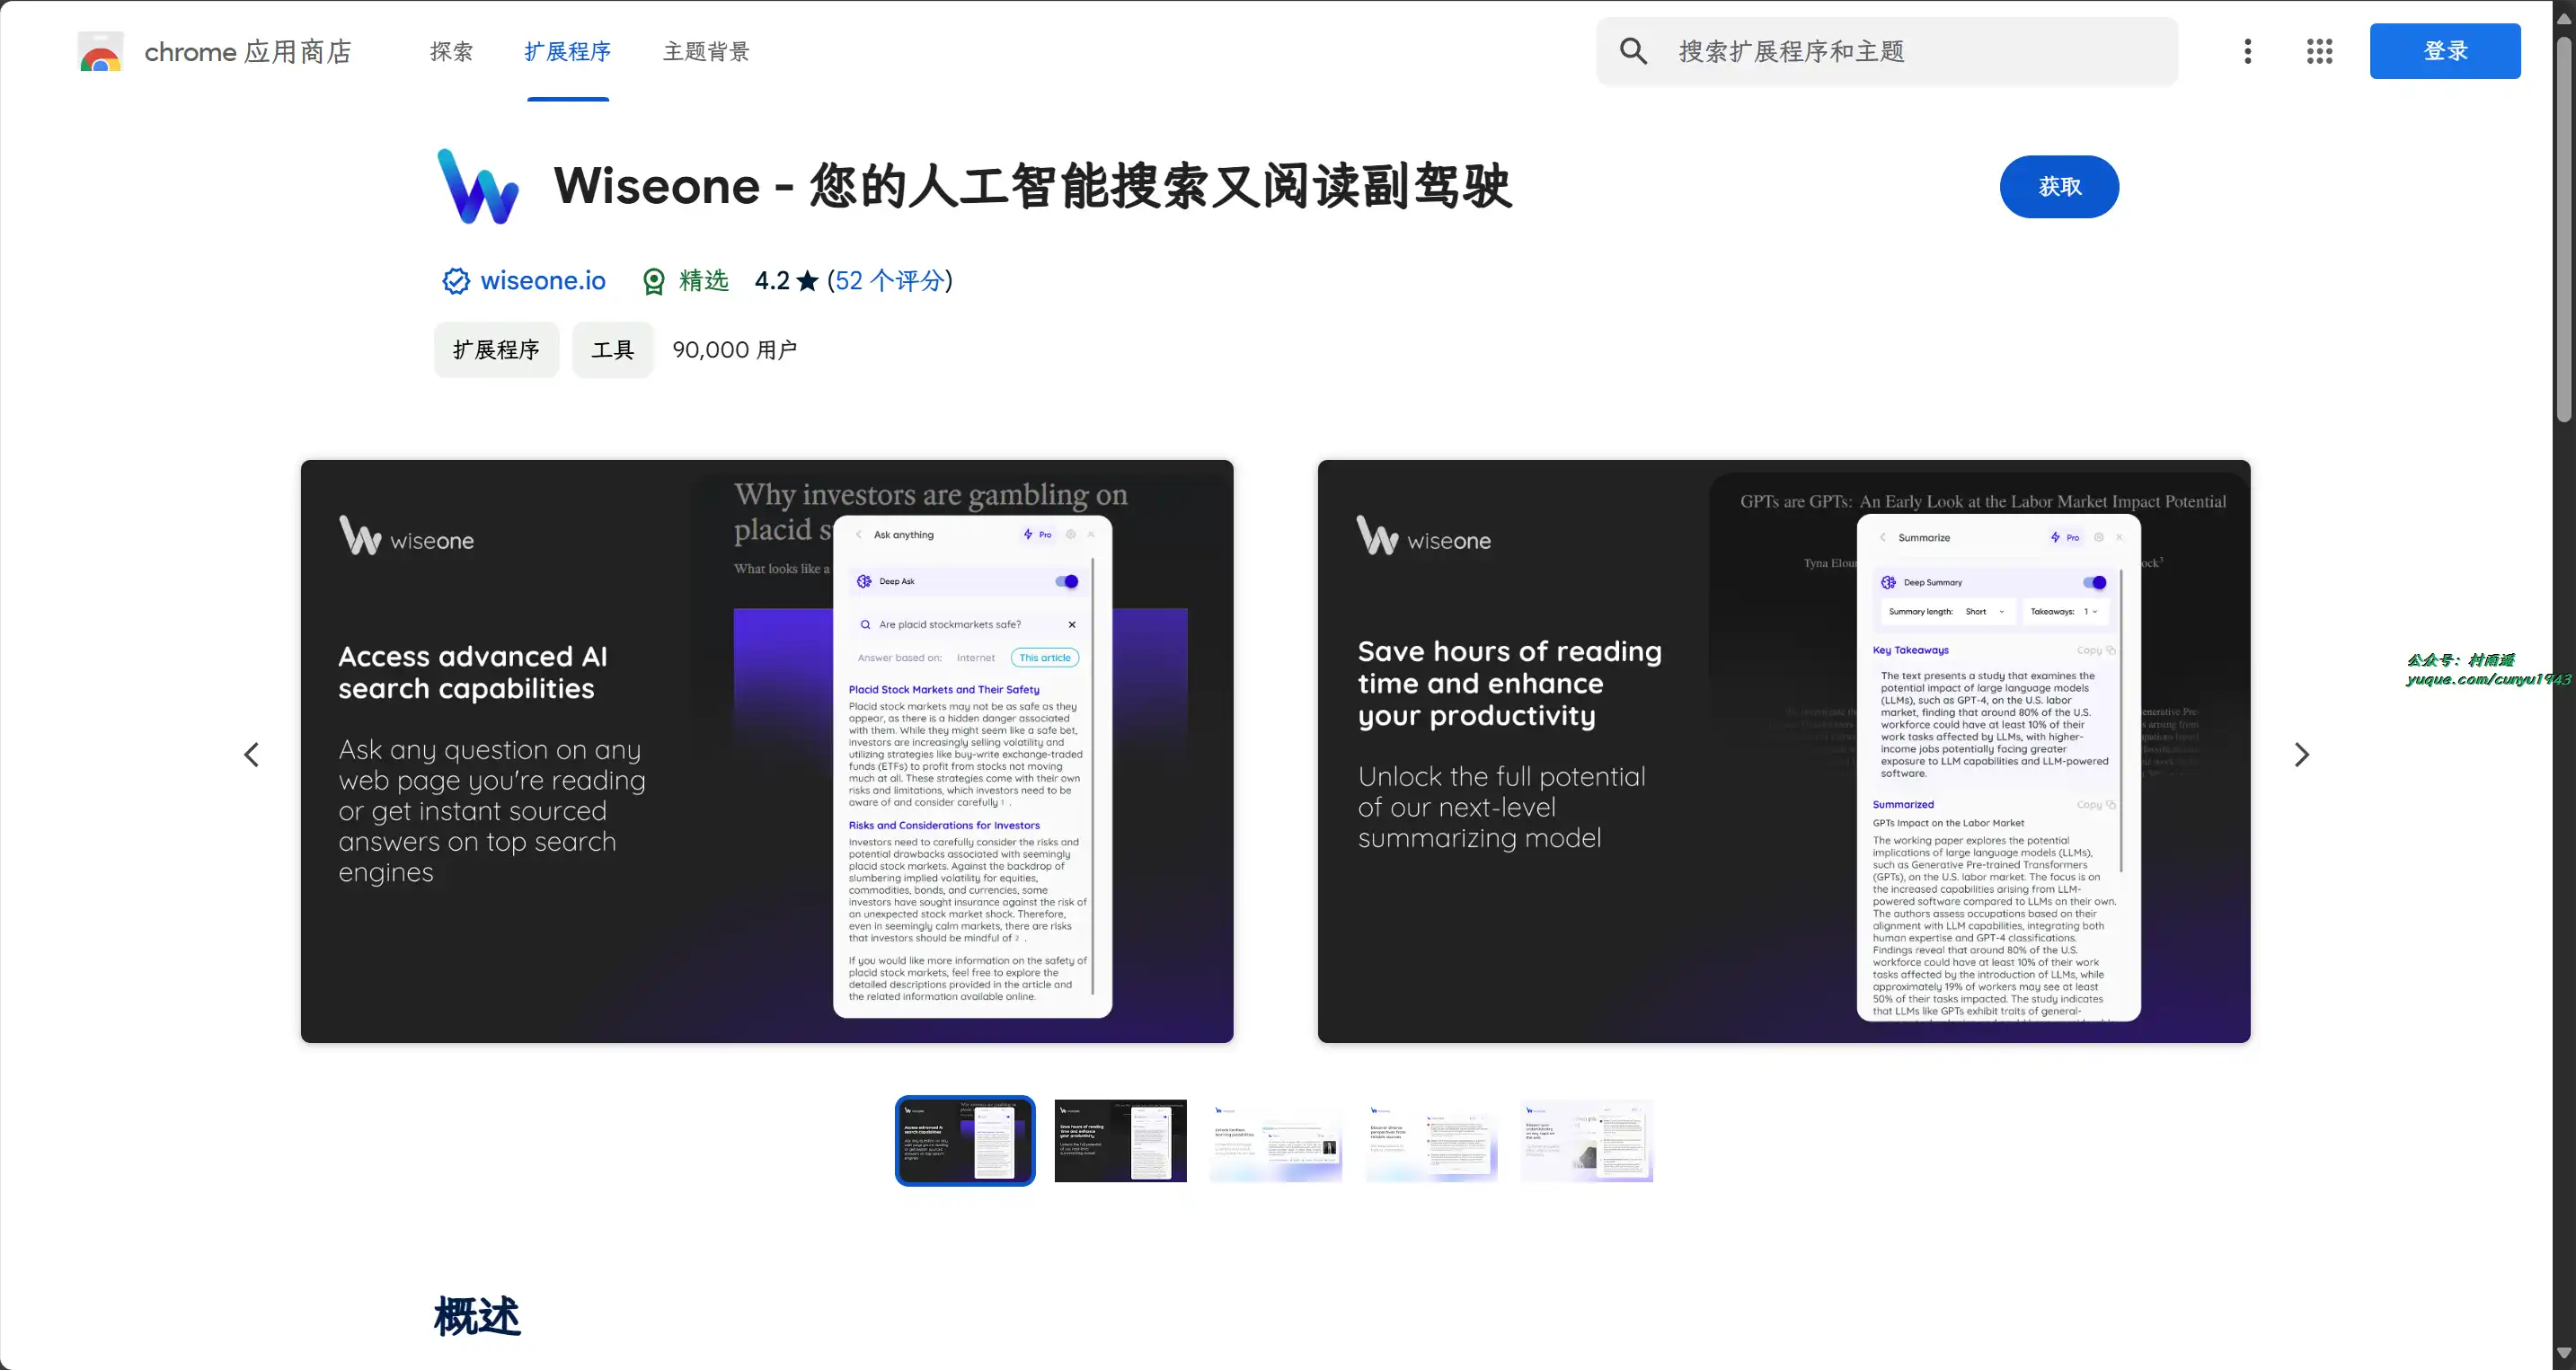 chrome 应用商店
探索
扩展程序
主题背景
搜索扩展程序和主题
登录
Wiseone - 您的人工智能搜索又阅读副驾驶
获取
wiseone.io
精选
4.2 ★ (52 个评分)
扩展程序
工具
90,000 用户
wiseone
Access advanced AI
search capabilities
Ask any question on any
web page you're reading
or get instant sourced
answers on top search
engines
Why investors are gambling on
placid s
What looks like a
Ask anything
Pro
Deep Ask
Are placid stockmarkets safe?
Answer based on:
Internet
This article
Placid Stock Markets and Their Safety
Placid stock markets may not be as safe as they
appear, as there is a hidden danger associated
with them. While they might seem like a safe bet,
investors are increasingly selling volatility and
utilizing strategies like buy-write exchange-traded
funds (ETFs) to profit from stocks not moving
much at all. These strategies come with their own
risks and limitations, which investors need to be
aware of and consider carefully 1 .
Risks and Considerations for Investors
Investors need to carefully consider the risks and
potential drawbacks associated with seemingly
placid stock markets. Against the backdrop of
slumbering implied volatility for equities,
commodities, bonds, and currencies, some
investors have sought insurance against the risk of
an unexpected stock market shock. Therefore,
even in seemingly calm markets, there are risks
that investors should be mindful of 2 .
If you would like more information on the safety of
placid stock markets, feel free to explore the
detailed descriptions provided in the article and
the related information available online.
wiseone
Save hours of reading
time and enhance
your productivity
Unlock the full potential
of our next-level
summarizing model
GPTs are GPTs: An Early Look at the Labor Market Impact Potential
Tyna Elou
ock³
Summarize
Pro
Deep Summary
Summary length: Short
Takeaways: 1
Key Takeaways
Copy
The text presents a study that examines the
potential impact of large language models
(LLMs), such as GPT-4, on the U.S. labor
market, finding that around 80% of the U.S.
workforce could have at least 10% of their
work tasks affected by LLMs, with higher-
income jobs potentially facing greater
exposure to LLM capabilities and LLM-powered
software.
Summarized
Copy
GPTs Impact on the Labor Market
The working paper explores the potential
implications of large language models (LLMs),
such as Generative Pre-trained Transformers
(GPTs), on the U.S. labor market. The focus is on
the increased capabilities arising from LLM-
powered software compared to LLMs on their own.
The authors assess occupations based on their
alignment with LLM capabilities, integrating both
human expertise and GPT-4 classifications.
Findings reveal that around 80% of the U.S.
workforce could have at least 10% of their work
tasks affected by the introduction of LLMs, while
approximately 19% of workers may see at least
50% of their tasks impacted. The study indicates
that LLMs like GPTs exhibit traits of general-
公众号：村雨遥
yuque.com/cunyu1943
概述